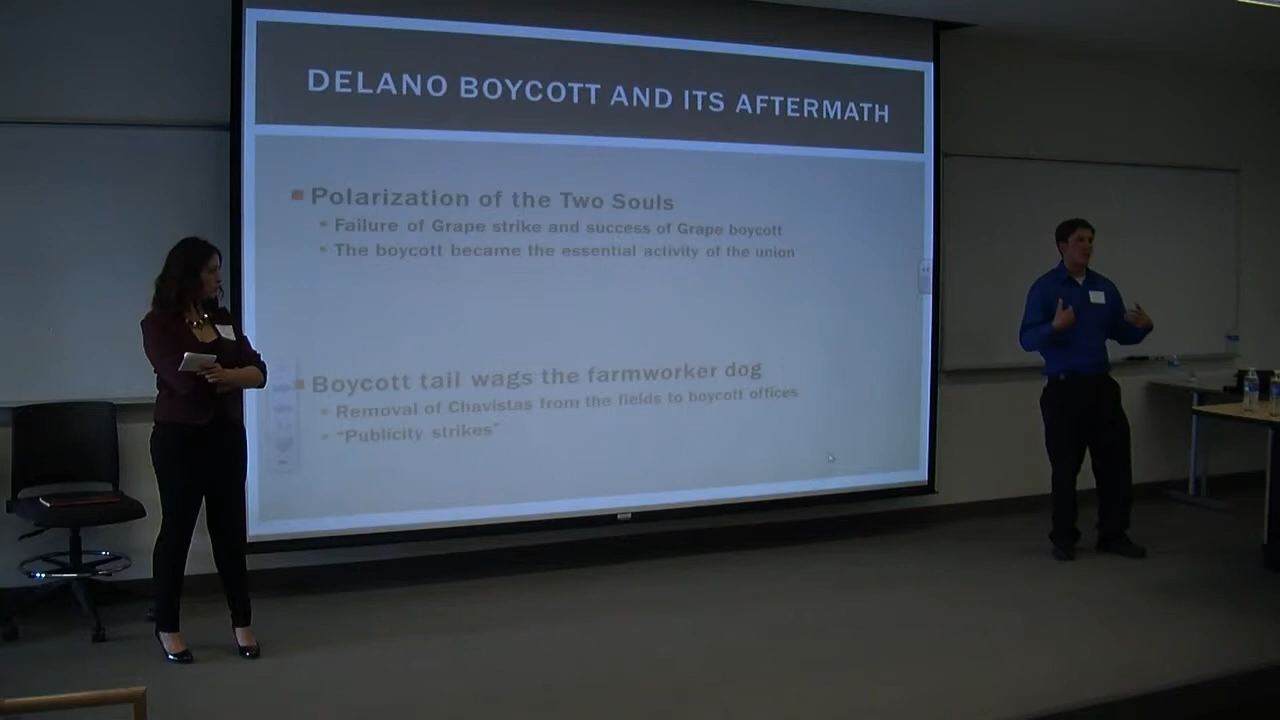 DELANO BOYCOTT AND ITS AFTERMATH
Polarization of the Two Souls
Failure of Grape strike and success of Grape boycott
The boycott became the essential activity of the union
Boycott tail wags the farmworker dog
Removal of Chavistas from the fields to boycott offices
"Publicity strikes"